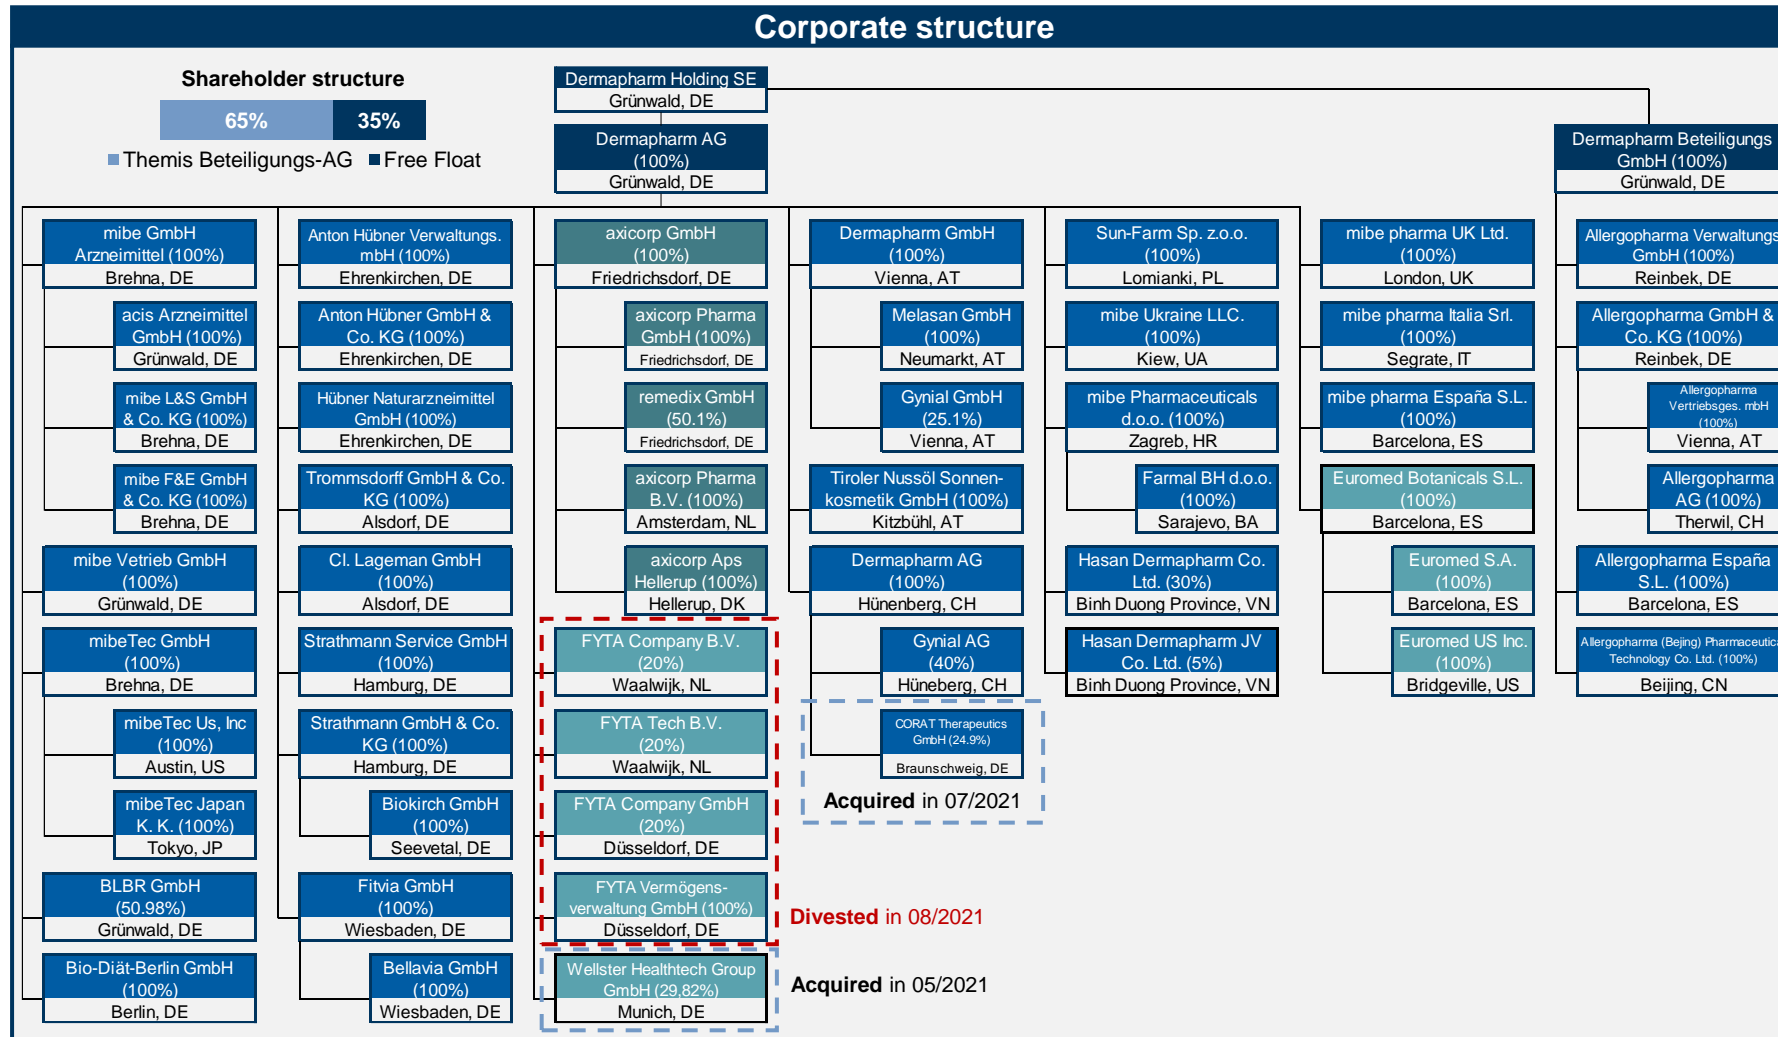 Corporate structure
Shareholder structure
65%
35%
Themis Beteiligungs-AG
Free Float
Dermapharm Holding SE
Grünwald, DE
Dermapharm AG
(100%)
Grünwald, DE
Dermapharm Beteiligungs
GmbH (100%)
Grünwald, DE
mibe GmbH
Arzneimittel (100%)
Brehna, DE
acis Arzneimittel
GmbH (100%)
Grünwald, DE
mibe L&S GmbH
& Co. KG (100%)
Brehna, DE
mibe F&E GmbH
& Co. KG (100%)
Brehna, DE
mibe Vetrieb GmbH
(100%)
Grünwald, DE
mibeTec GmbH
(100%)
Brehna, DE
mibeTec Us, Inc
(100%)
Austin, US
mibeTec Japan
K. K. (100%)
Tokyo, JP
BLBR GmbH
(50.98%)
Grünwald, DE
Bio-Diät-Berlin GmbH
(100%)
Berlin, DE
Anton Hübner Verwaltungs.
mbH (100%)
Ehrenkirchen, DE
Anton Hübner GmbH &
Co. KG (100%)
Ehrenkirchen, DE
Hübner Naturarzneimittel
GmbH (100%)
Ehrenkirchen, DE
Trommsdorff GmbH & Co.
KG (100%)
Alsdorf, DE
Cl. Lageman GmbH
(100%)
Alsdorf, DE
Strathmann Service GmbH
(100%)
Hamburg, DE
Strathmann GmbH & Co.
KG (100%)
Hamburg, DE
Biokirch GmbH
(100%)
Seevetal, DE
Fitvia GmbH
(100%)
Wiesbaden, DE
Bellavia GmbH
(100%)
Wiesbaden, DE
axicorp GmbH
(100%)
Friedrichsdorf, DE
axicorp Pharma
GmbH (100%)
Friedrichsdorf, DE
remedix GmbH
(50.1%)
Friedrichsdorf, DE
axicorp Pharma
B.V. (100%)
Amsterdam, NL
axicorp Aps
Hellerup (100%)
Hellerup, DK
FYTA Company B.V.
(20%)
Waalwijk, NL
FYTA Tech B.V.
(20%)
Waalwijk, NL
FYTA Company GmbH
(20%)
Düsseldorf, DE
FYTA Vermögens-
verwaltung GmbH (100%)
Düsseldorf, DE
Divested in 08/2021
Wellster Healthtech Group
GmbH (29,82%)
Munich, DE
Acquired in 05/2021
Dermapharm GmbH
(100%)
Vienna, AT
Melasan GmbH
(100%)
Neumarkt, AT
Gynial GmbH
(25.1%)
Vienna, AT
Tiroler Nussöl Sonnen-
kosmetik GmbH (100%)
Kitzbühl, AT
Dermapharm AG
(100%)
Hünenberg, CH
Gynial AG
(40%)
Hüneberg, CH
CORAT Therapeutics
GmbH (24.9%)
Braunschweig, DE
Acquired in 07/2021
Sun-Farm Sp. z.o.o.
(100%)
Lomianki, PL
mibe Ukraine LLC.
(100%)
Kiew, UA
mibe Pharmaceuticals
d.o.o. (100%)
Zagreb, HR
Farmal BH d.o.o.
(100%)
Sarajevo, BA
Hasan Dermapharm Co.
Ltd. (30%)
Binh Duong Province, VN
Hasan Dermapharm JV
Co. Ltd. (5%)
Binh Duong Province, VN
mibe pharma UK Ltd.
(100%)
London, UK
mibe pharma Italia Srl.
(100%)
Segrate, IT
mibe pharma España S.L.
(100%)
Barcelona, ES
Euromed Botanicals S.L.
(100%)
Barcelona, ES
Euromed S.A.
(100%)
Barcelona, ES
Euromed US Inc.
(100%)
Bridgeville, US
Allergopharma Verwaltungs
GmbH (100%)
Reinbek, DE
Allergopharma GmbH &
Co. KG (100%)
Reinbek, DE
Allergopharma
Vertriebsges. mbH
(100%)
Vienna, AT
Allergopharma
AG (100%)
Therwil, CH
Allergopharma España
S.L. (100%)
Barcelona, ES
Allergopharma (Bejing) Pharmaceutica
Technology Co. Ltd. (100%)
Beijing, CN